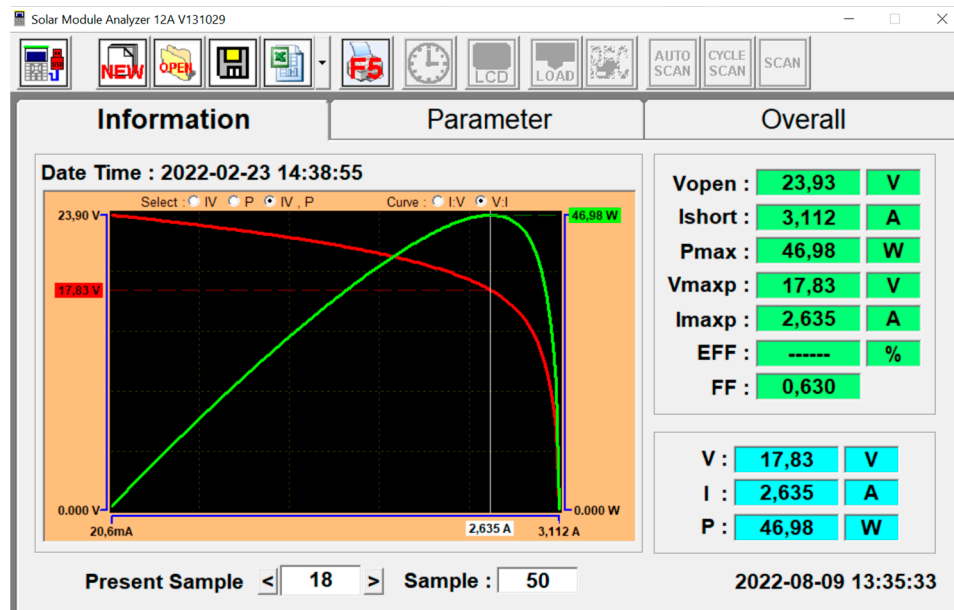 Solar Module Analyzer 12A V131029
NEW OPEN F5 LCD LOAD AUTO SCAN CYCLE SCAN SCAN
Information Parameter Overall
Date Time : 2022-02-23 14:38:55
Select : IV P IV , P Curve : I:V V:I
23,90 V
46,98 W
17,83 V
0.000 V
0.000 W
20,6mA
2,635 A
3,112 A
Vopen : 23,93 V
Ishort : 3,112 A
Pmax : 46,98 W
Vmaxp : 17,83 V
Imaxp : 2,635 A
EFF : ------ %
FF : 0,630
V : 17,83 V
I : 2,635 A
P : 46,98 W
Present Sample < 18 > Sample : 50
2022-08-09 13:35:33